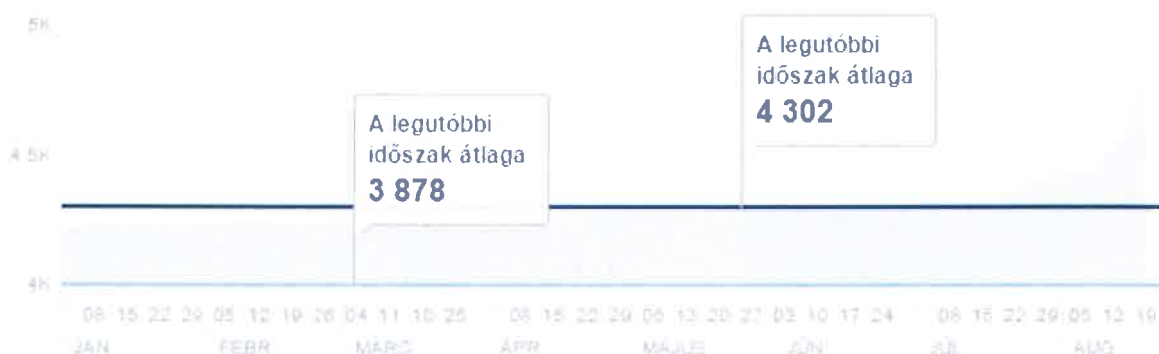 5K
A legutóbbi
időszak átlaga
4 302
A legutóbbi
időszak átlaga
3 878
4.5K
4K
08 15 22 29 05 12 19 26 04 11 18 25 08 15 22 29 06 13 20 27 03 10 17 24 08 15 22 29 05 12 19
JAN FEBR MÁRC ÁPR MÁJUS JÚN JÚL AUG